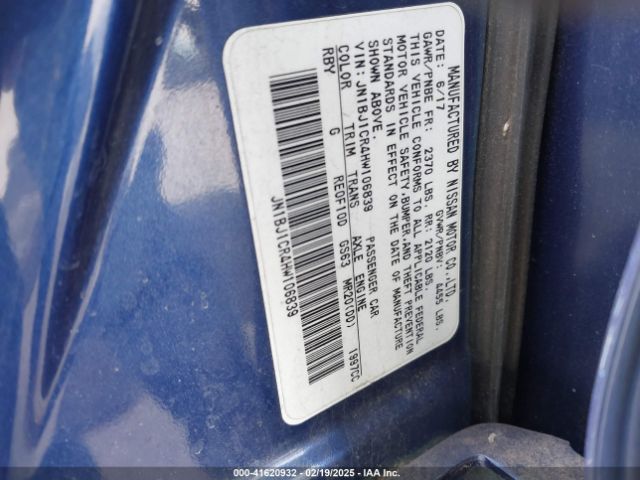 MANUFACTURED BY NISSAN MOTOR CO.,LTD.
DATE: 6/17 GVWR/PNBV: 4455 LBS.
GAWR/PNBE FR: 2370 LBS. RR: 2120 LBS.
THIS VEHICLE CONFORMS TO ALL APPLICABLE FEDERAL
MOTOR VEHICLE SAFETY,BUMPER,AND THEFT PREVENTION
STANDARDS IN EFFECT ON THE DATE OF MANUFACTURE
SHOWN ABOVE.
VIN: JN1BJ1CR4HW106839 PASSENGER CAR
COLOR TRIM TRANS AXLE ENGINE
RBY G RE0F10D GS63 MR20(DD) 1997CC
JN1BJ1CR4HW106839
000-41620932 - 02/19/2025 - IAA Inc.